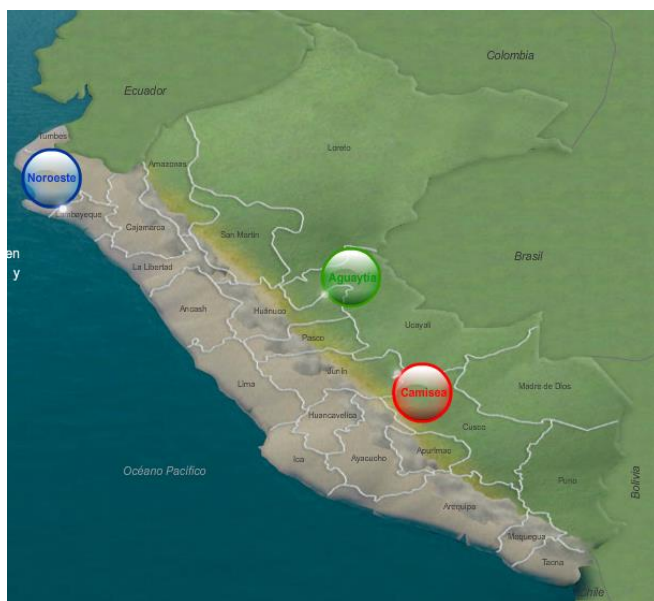 Colombia
Ecuador
Tumbes
Loreto
Amazonas
Noroeste
Lambayeque
Cajamarca
San Martín
en
Brasil
La Libertad
y
Aguaytía
Ancash
Huánuco
Ucayali
Pasco
Junín
Lima
Madre de Dios
Camisea
Huancavelica
Cusco
Océano Pacífico
Ica
Ayacucho
Apurímac
Puno
Bolivia
Arequipa
Moquegua
Tacna
Chile